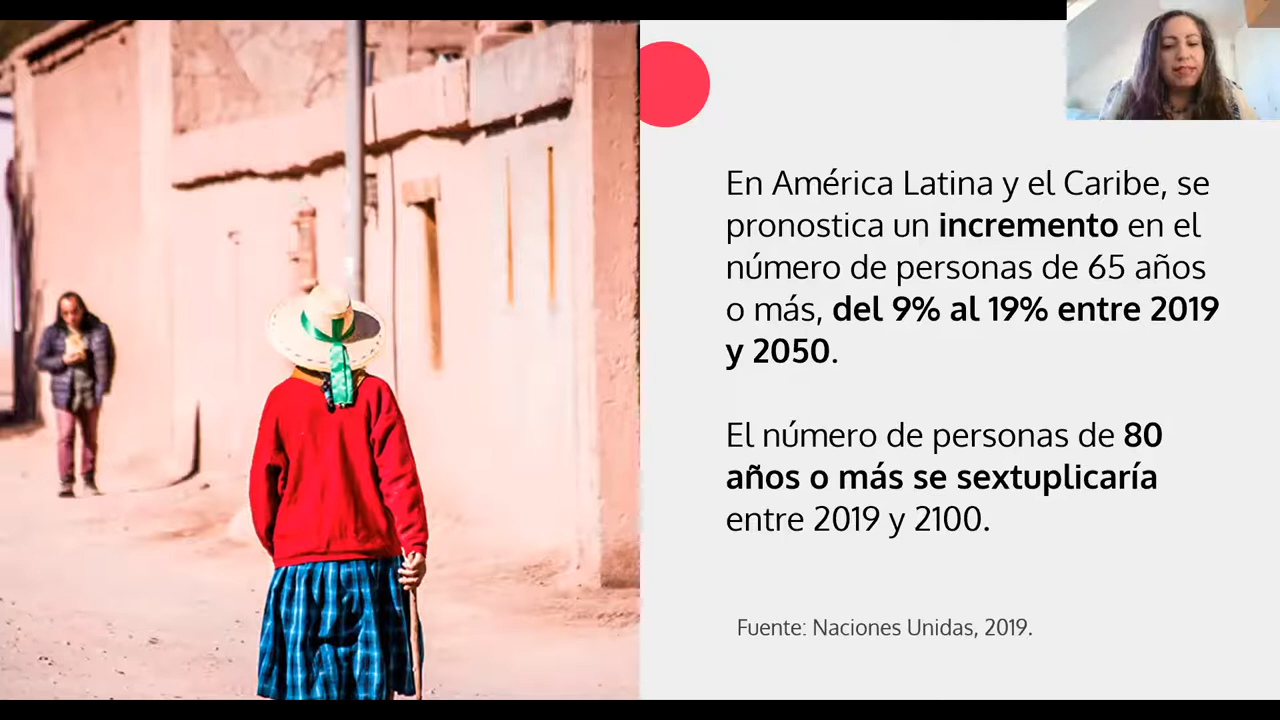 En América Latina y el Caribe, se
pronostica un incremento en el
número de personas de 65 años
o más, del 9% al 19% entre 2019
y 2050.
El número de personas de 80
años o más se sextuplicaría
entre 2019 y 2100.
Fuente: Naciones Unidas, 2019.